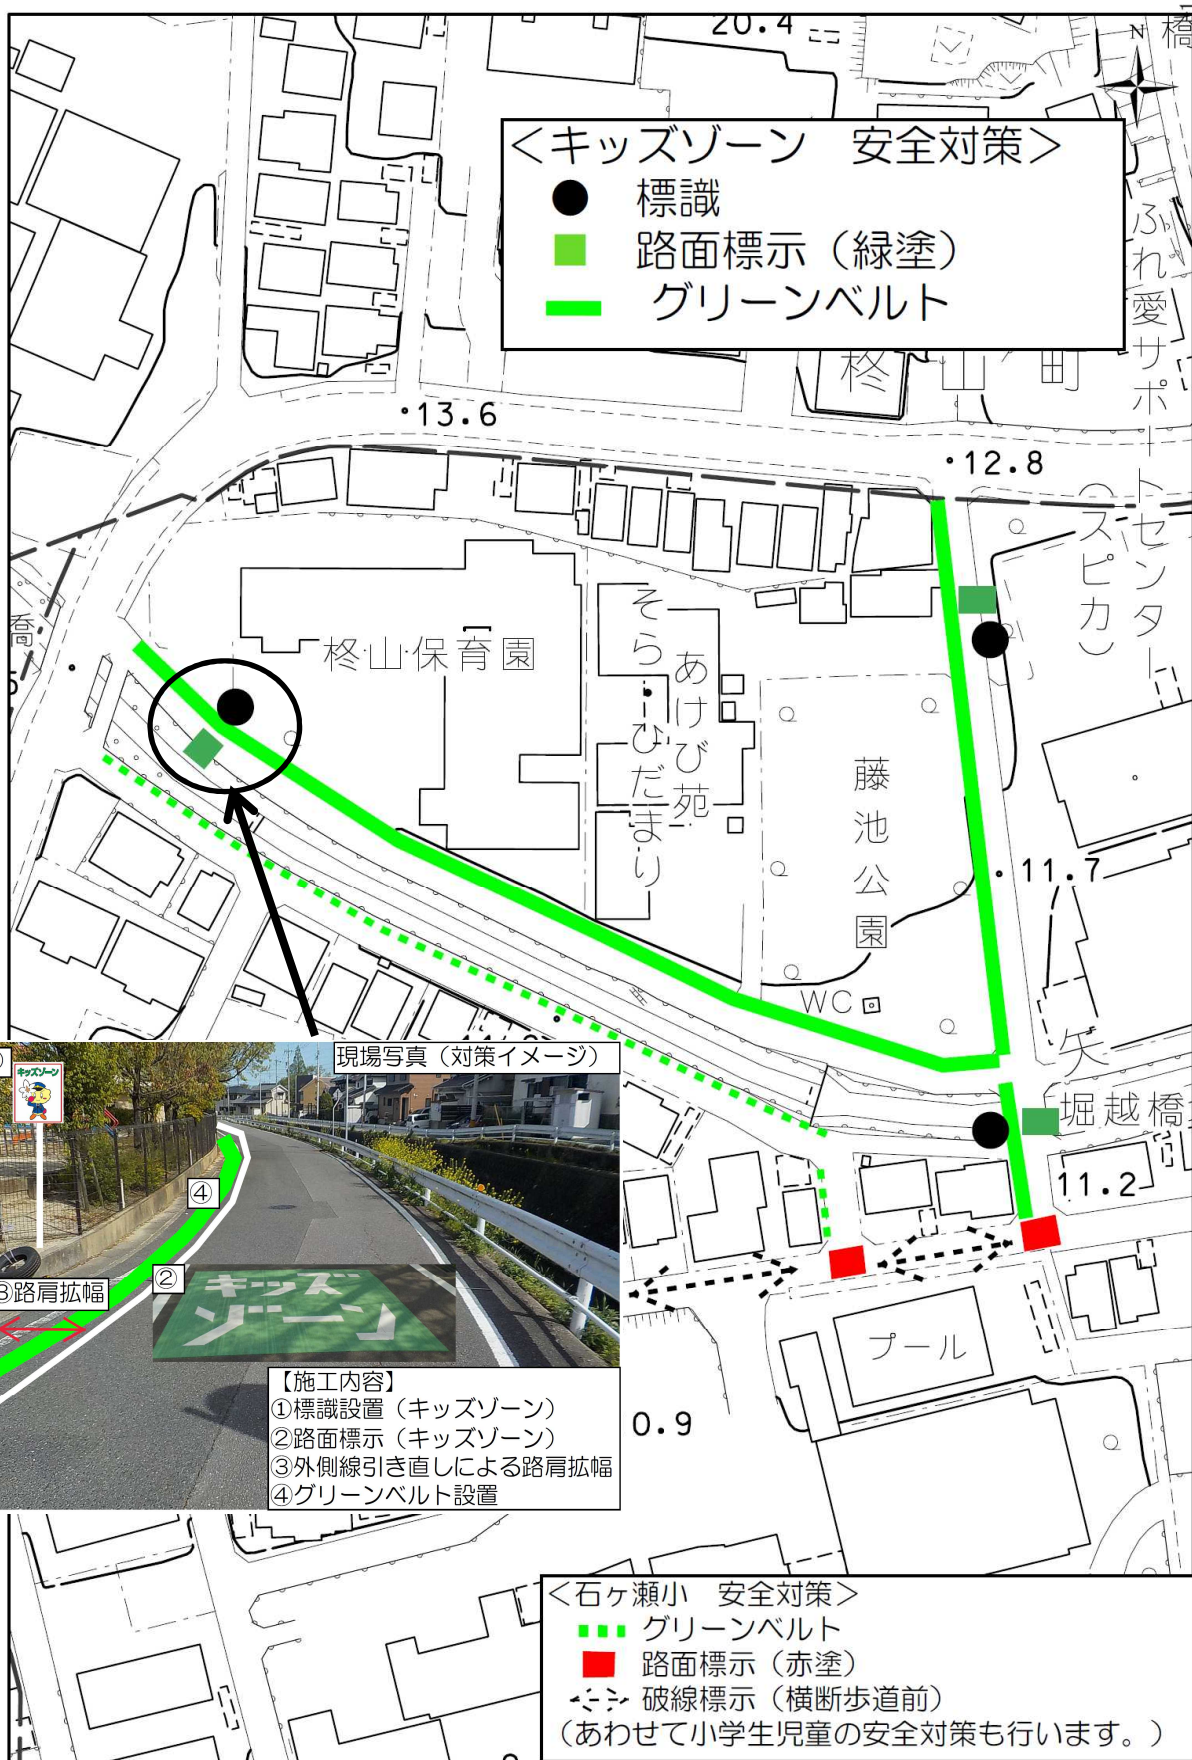 20.4
橋
N
＜キッズゾーン　安全対策＞
標識
路面標示（緑塗）
グリーンベルト
ふれ愛サポートセンター
（スピカ）
柊山町
13.6
12.8
橋
柊山保育園
そら・ひだまり
あけび苑
藤池公園
11.7
WC
矢
堀越橋
11.2
現場写真（対策イメージ）
キッズゾーン
④
②
③路肩拡幅
キッズ
ゾーン
【施工内容】
①標識設置（キッズゾーン）
②路面標示（キッズゾーン）
③外側線引き直しによる路肩拡幅
④グリーンベルト設置
プール
0.9
＜石ヶ瀬小　安全対策＞
グリーンベルト
路面標示（赤塗）
破線標示（横断歩道前）
（あわせて小学生児童の安全対策も行います。）